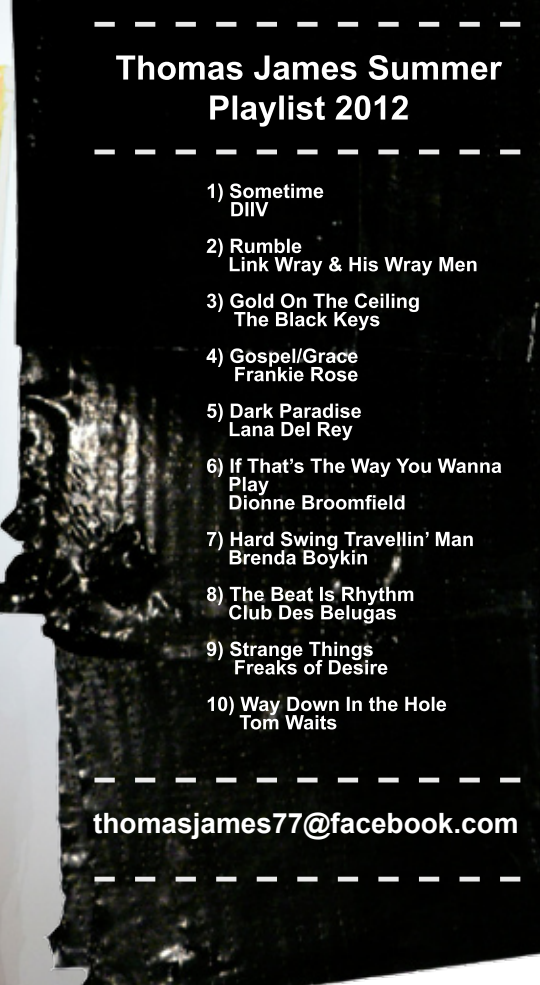 Thomas James Summer
Playlist 2012
1) Sometime
DIIV
2) Rumble
Link Wray & His Wray Men
3) Gold On The Ceiling
The Black Keys
4) Gospel/Grace
Frankie Rose
5) Dark Paradise
Lana Del Rey
6) If That’s The Way You Wanna
Play
Dionne Broomfield
7) Hard Swing Travellin’ Man
Brenda Boykin
8) The Beat Is Rhythm
Club Des Belugas
9) Strange Things
Freaks of Desire
10) Way Down In the Hole
Tom Waits
thomasjames77@facebook.com